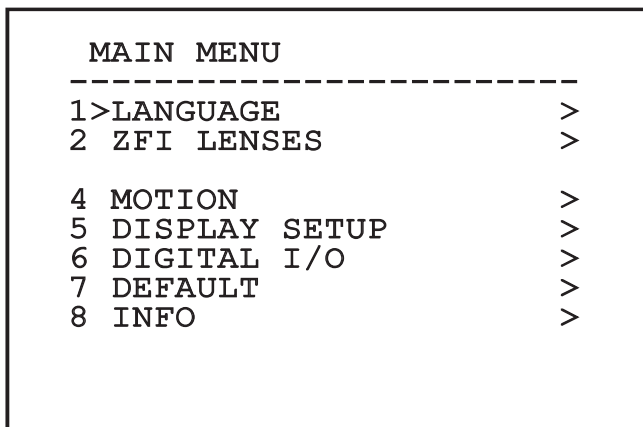 MAIN MENU
------------------------
1>LANGUAGE >
2 ZFI LENSES >
4 MOTION >
5 DISPLAY SETUP >
6 DIGITAL I/O >
7 DEFAULT >
8 INFO >